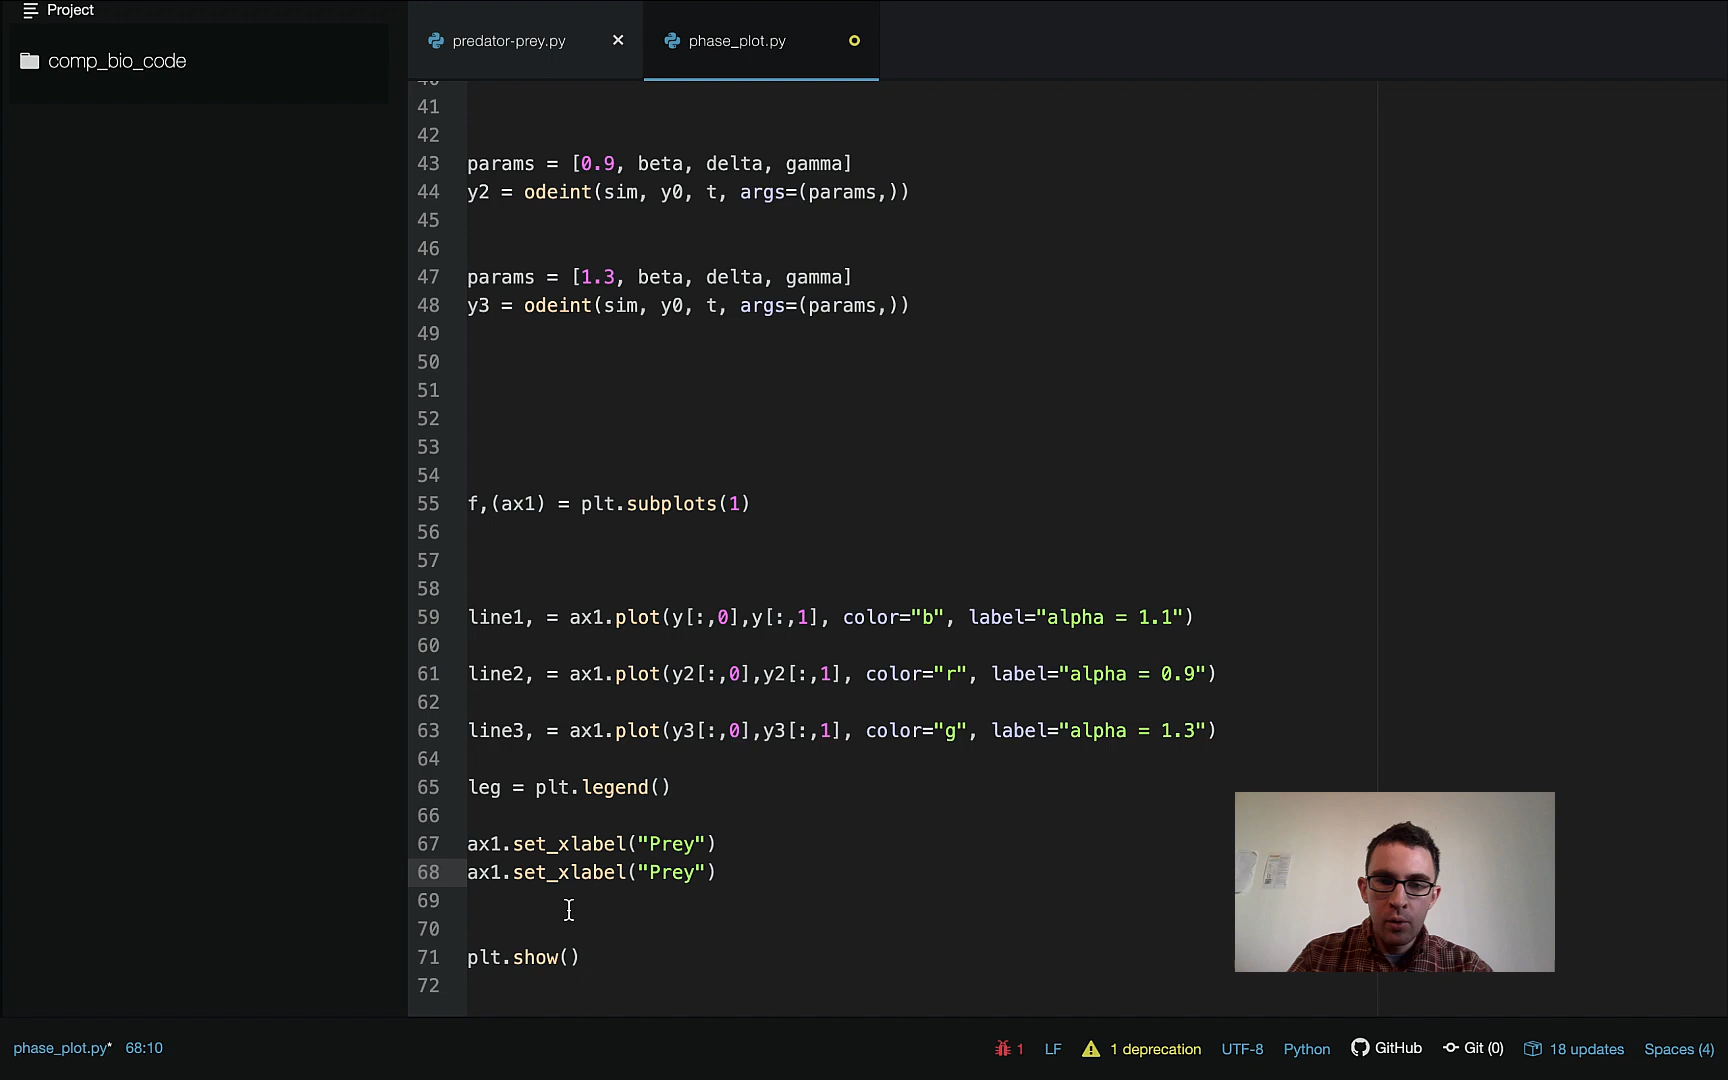 Project
predator-prey.py
phase_plot.py
comp_bio_code
41
42
43 params = [0.9, beta, delta, gamma]
44 y2 = odeint(sim, y0, t, args=(params,))
45
46
47 params = [1.3, beta, delta, gamma]
48 y3 = odeint(sim, y0, t, args=(params,))
49
50
51
52
53
54
55 f,(ax1) = plt.subplots(1)
56
57
58
59 line1, = ax1.plot(y[:,0],y[:,1], color="b", label="alpha = 1.1")
60
61 line2, = ax1.plot(y2[:,0],y2[:,1], color="r", label="alpha = 0.9")
62
63 line3, = ax1.plot(y3[:,0],y3[:,1], color="g", label="alpha = 1.3")
64
65 leg = plt.legend()
66
67 ax1.set_xlabel("Prey")
68 ax1.set_xlabel("Prey")
69
70
71 plt.show()
72
phase_plot.py* 68:10 1 LF 1 deprecation UTF-8 Python GitHub Git (0) 18 updates Spaces (4)